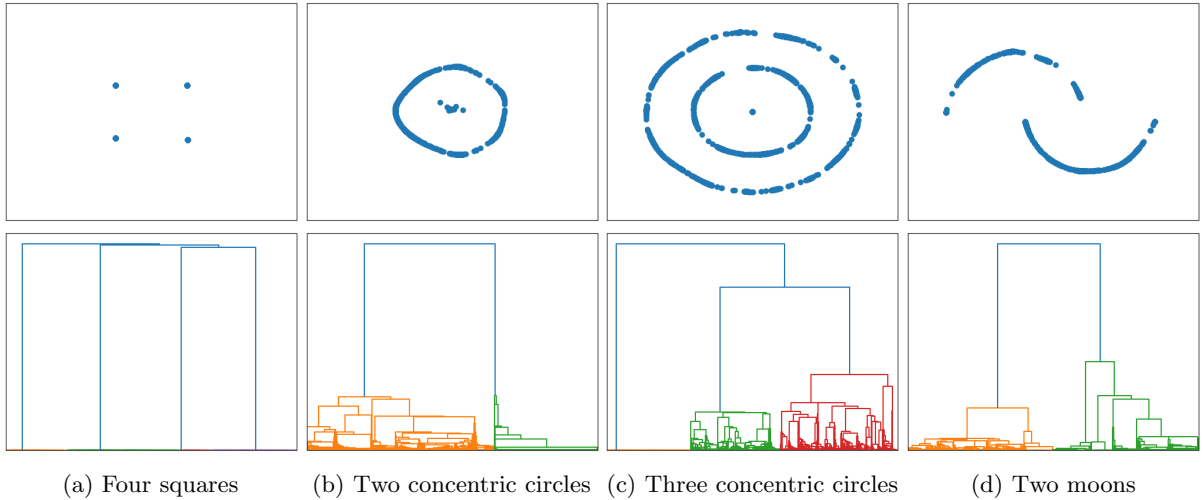 (a) Four squares
(b) Two concentric circles
(c) Three concentric circles
(d) Two moons